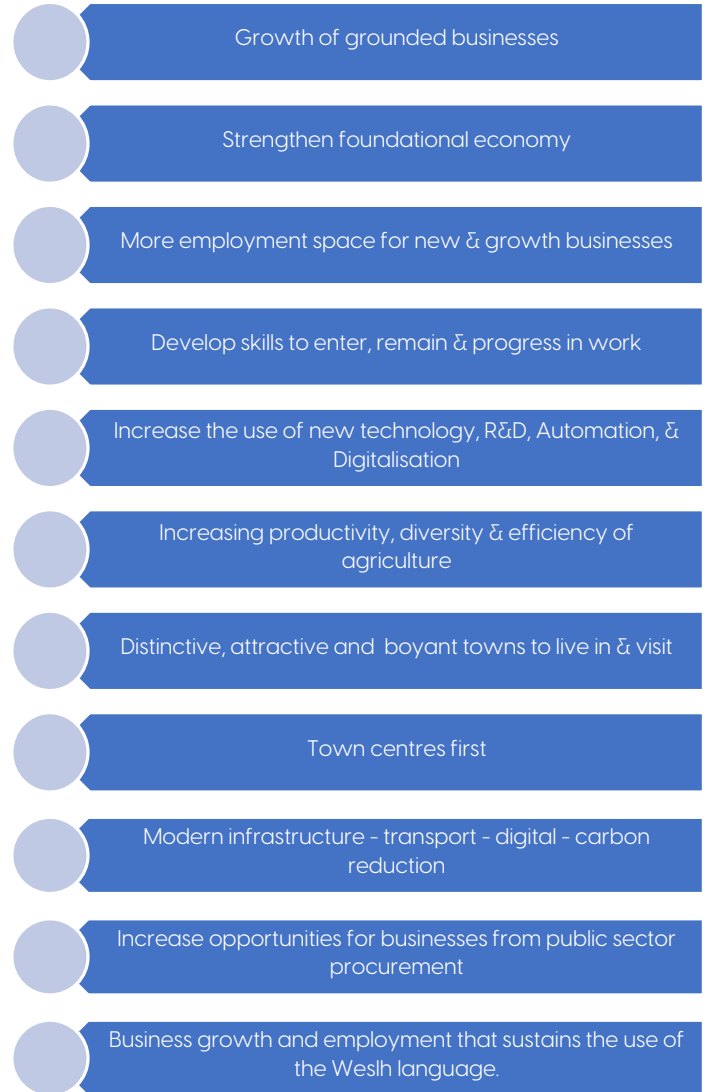 Growth of grounded businesses
Strengthen foundational economy
More employment space for new & growth businesses
Develop skills to enter, remain & progress in work
Increase the use of new technology, R&D, Automation, &
Digitalisation
Increasing productivity, diversity & efficiency of
agriculture
Distinctive, attractive and  boyant towns to live in & visit
Town centres first
Modern infrastructure - transport - digital - carbon
reduction
Increase opportunities for businesses from public sector
procurement
Business growth and employment that sustains the use of
the Weslh language.